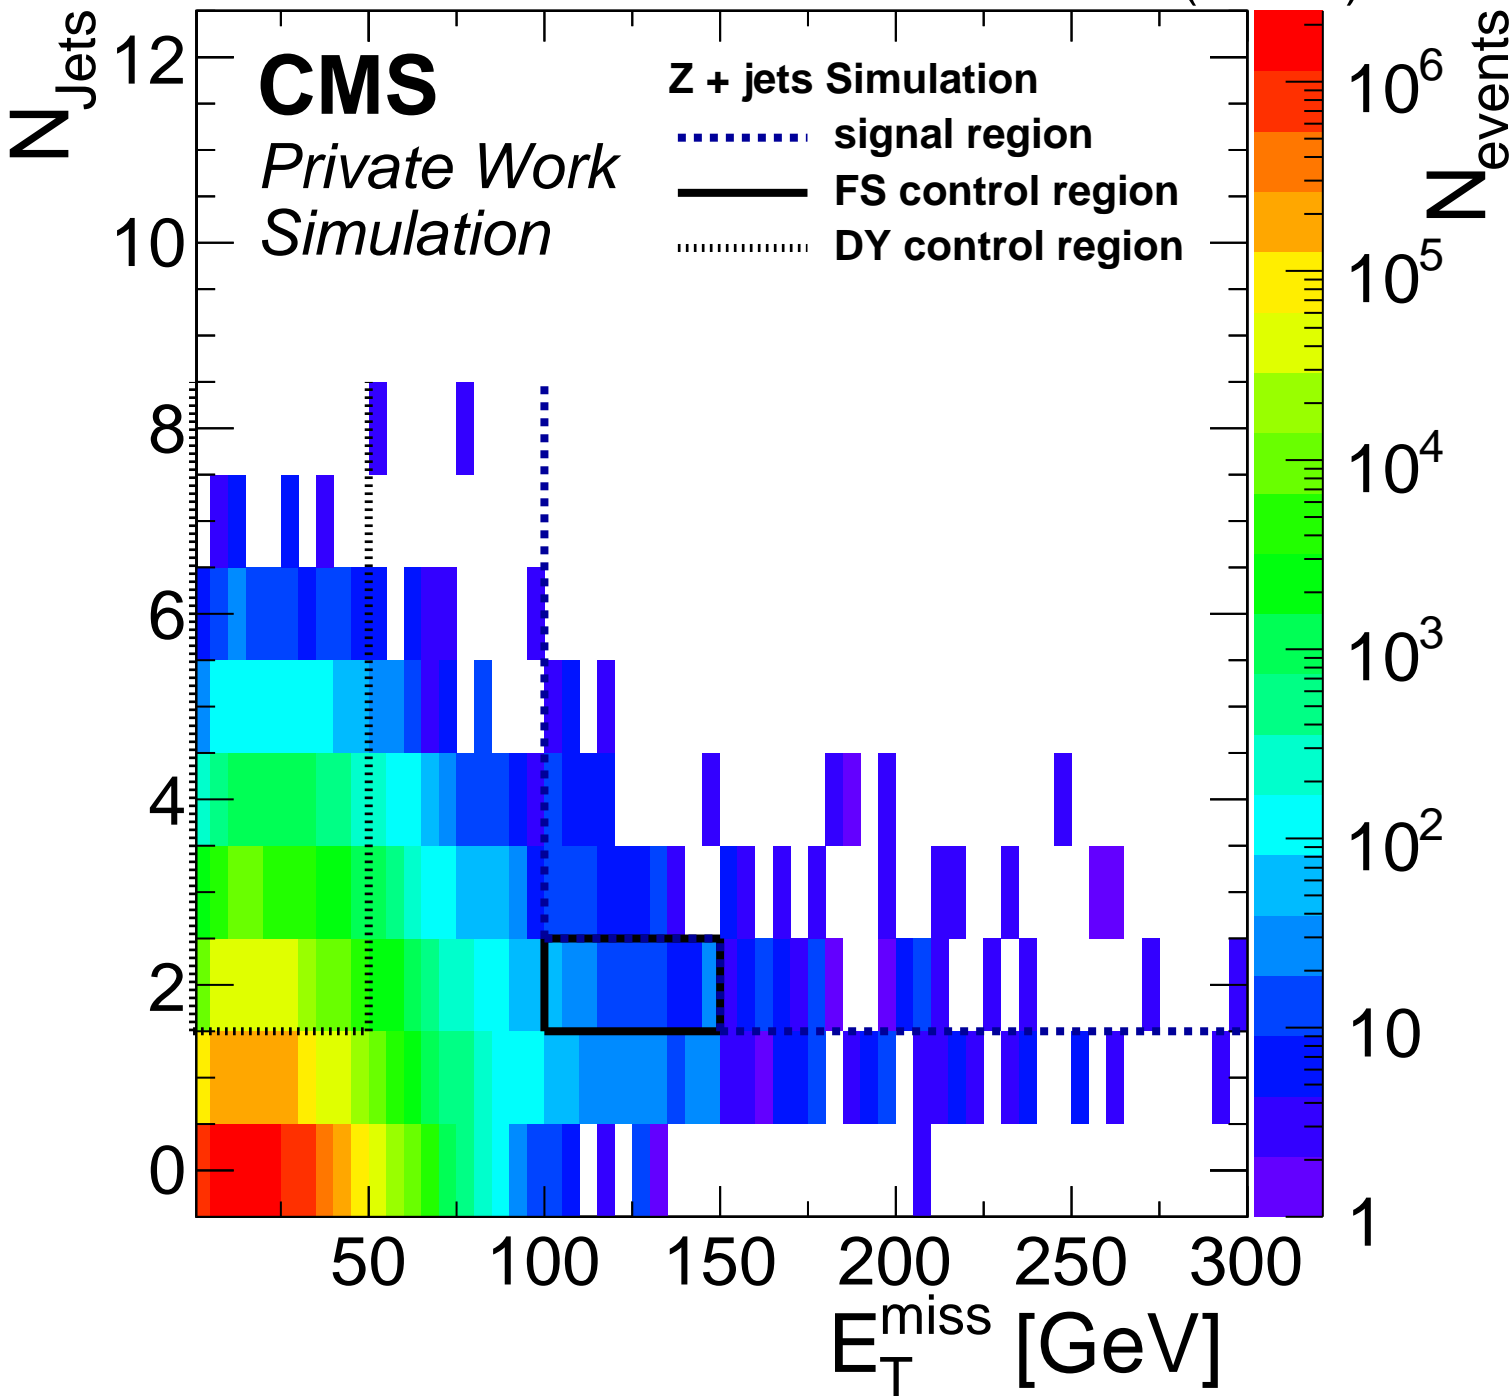 CMS
Private Work
Simulation
Z + jets Simulation
signal region
FS control region
DY control region
N_Jets
12
10
8
6
4
2
0
50 100 150 200 250 300
E_T^miss [GeV]
N_events
10^6
10^5
10^4
10^3
10^2
10
1